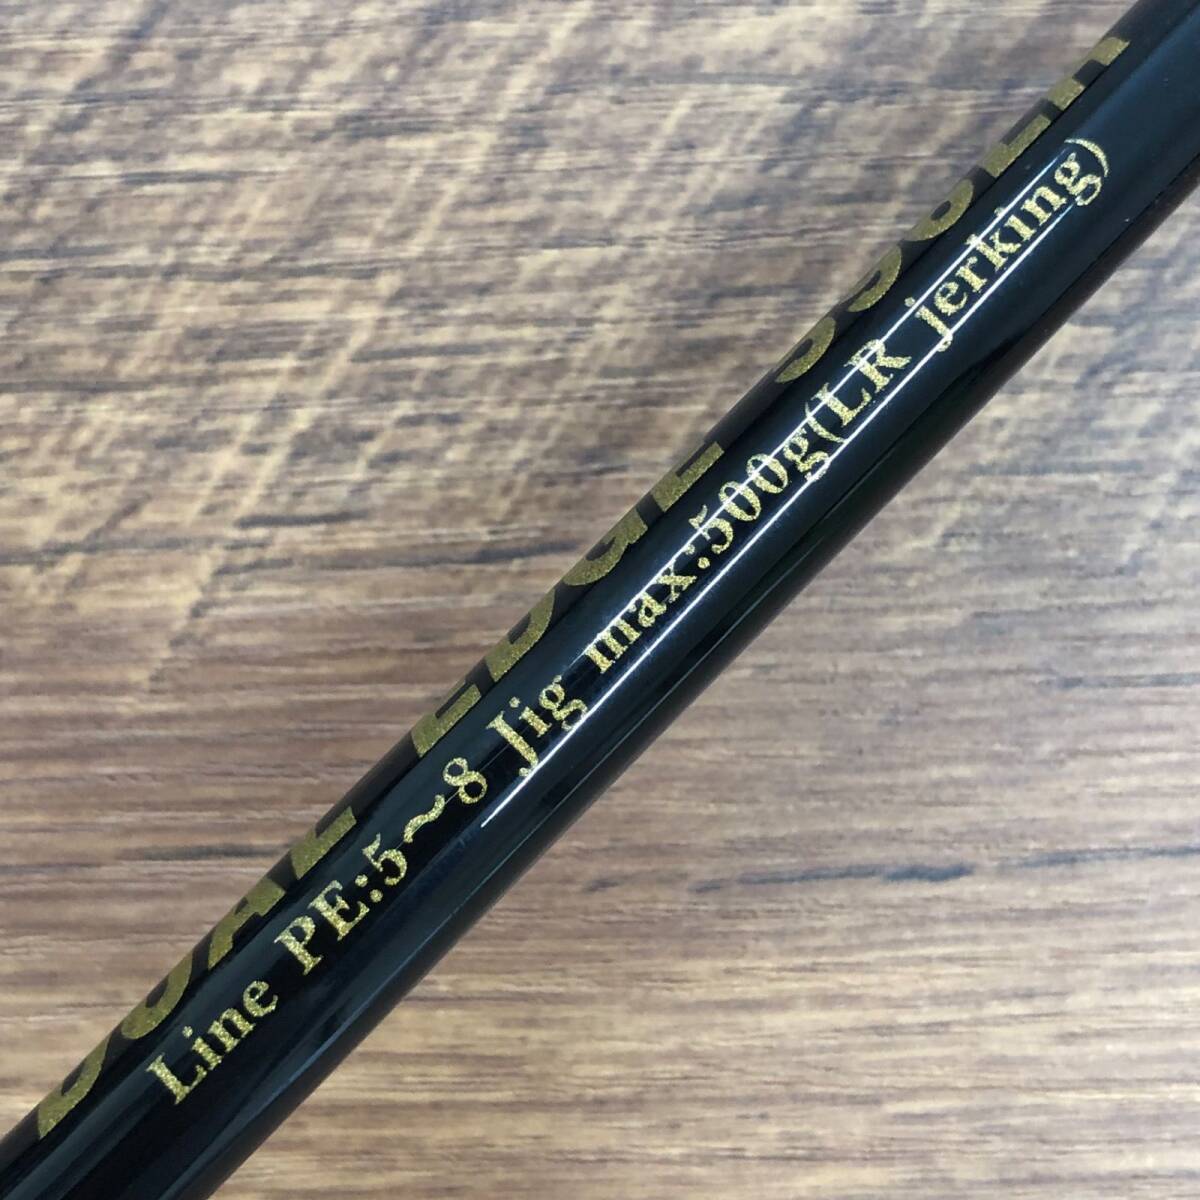 DUAL EDGE
Line PE:5～8 Jig max:500g(LR jerking)